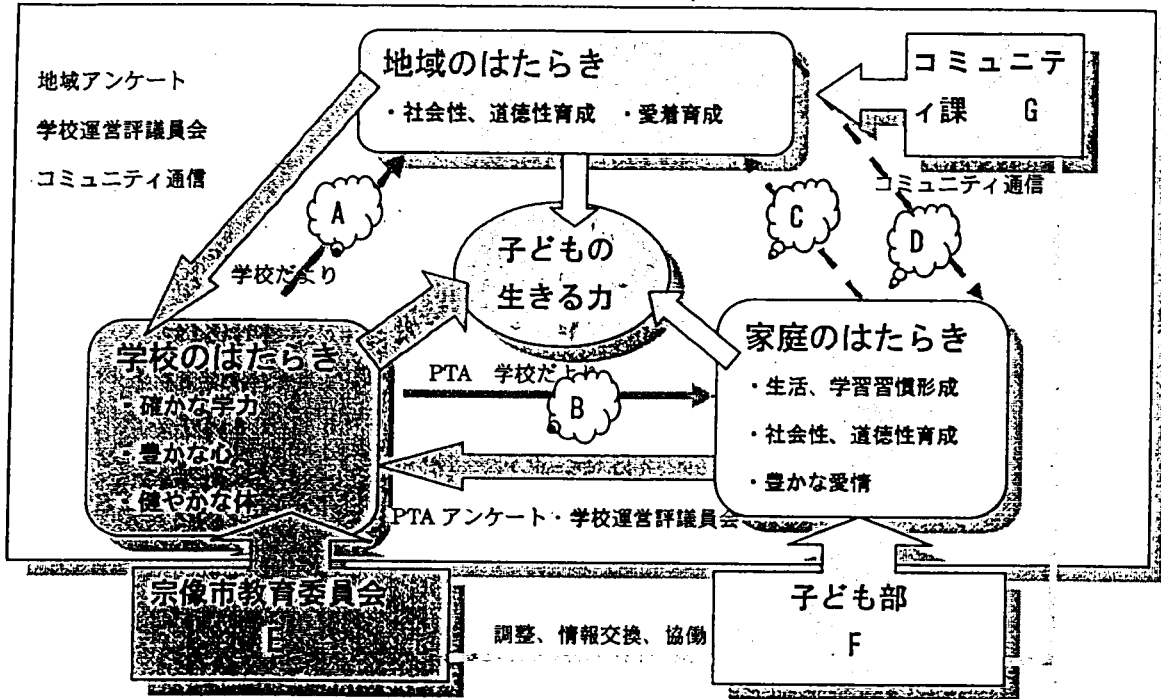 地域のはたらき
・社会性、道徳性育成 ・愛着育成
コミュニテ
ィ課 G
地域アンケート
学校運営評議員会
コミュニティ通信
コミュニティ通信
A
C
D
学校だより
子どもの
生きる力
学校のはたらき
・確かな学力
・豊かな心
・健やかな体
PTA 学校だより
B
家庭のはたらき
・生活、学習習慣形成
・社会性、道徳性育成
・豊かな愛情
PTAアンケート・学校運営評議員会
宗像市教育委員会
E
調整、情報交換、協働
子ども部
F